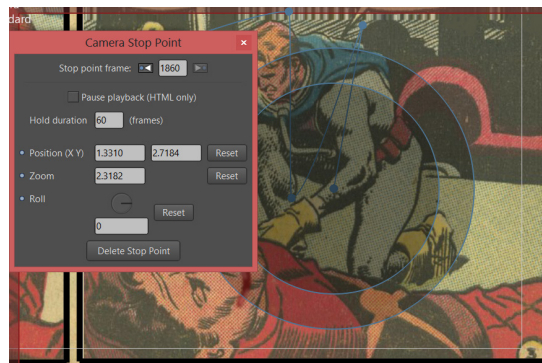 dard
Camera Stop Point ×
Stop point frame: 1860
Pause playback (HTML only)
Hold duration 60 (frames)
Position (X Y) 1.3310 2.7184 Reset
Zoom 2.3182 Reset
Roll
Reset
0
Delete Stop Point